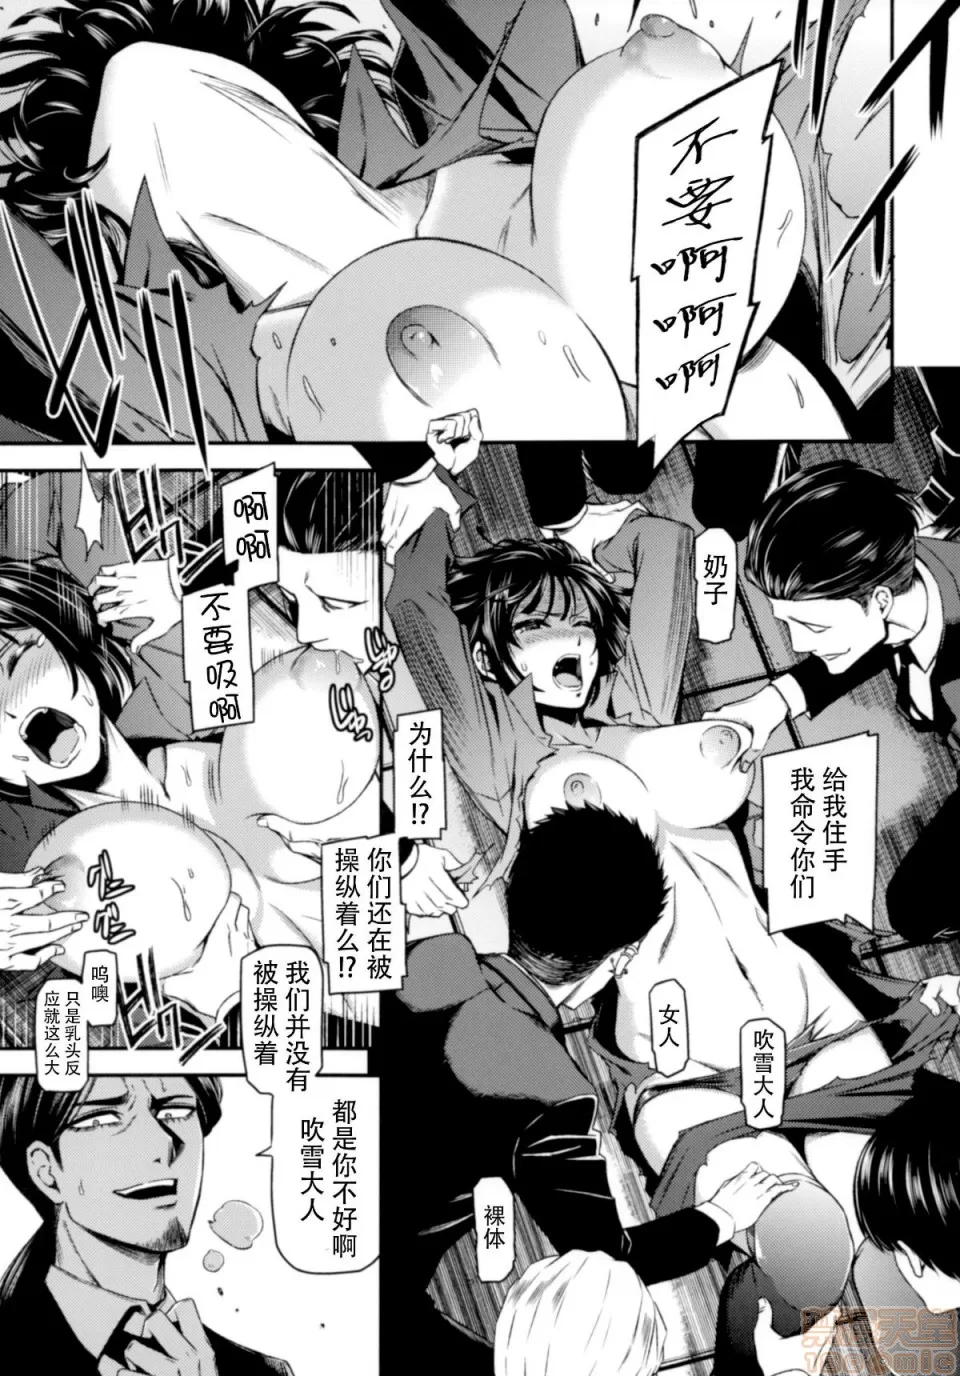 不要啊啊啊
奶子
给我住手
我命令你们
女人
吹雪大人
裸体
啊啊
啊啊
不要吸啊
为什么!?
你们还在被
操纵着么!?
呜噢
只是乳头反
应就这么大
我们并没有
被操纵着
都是你不好啊
吹雪大人